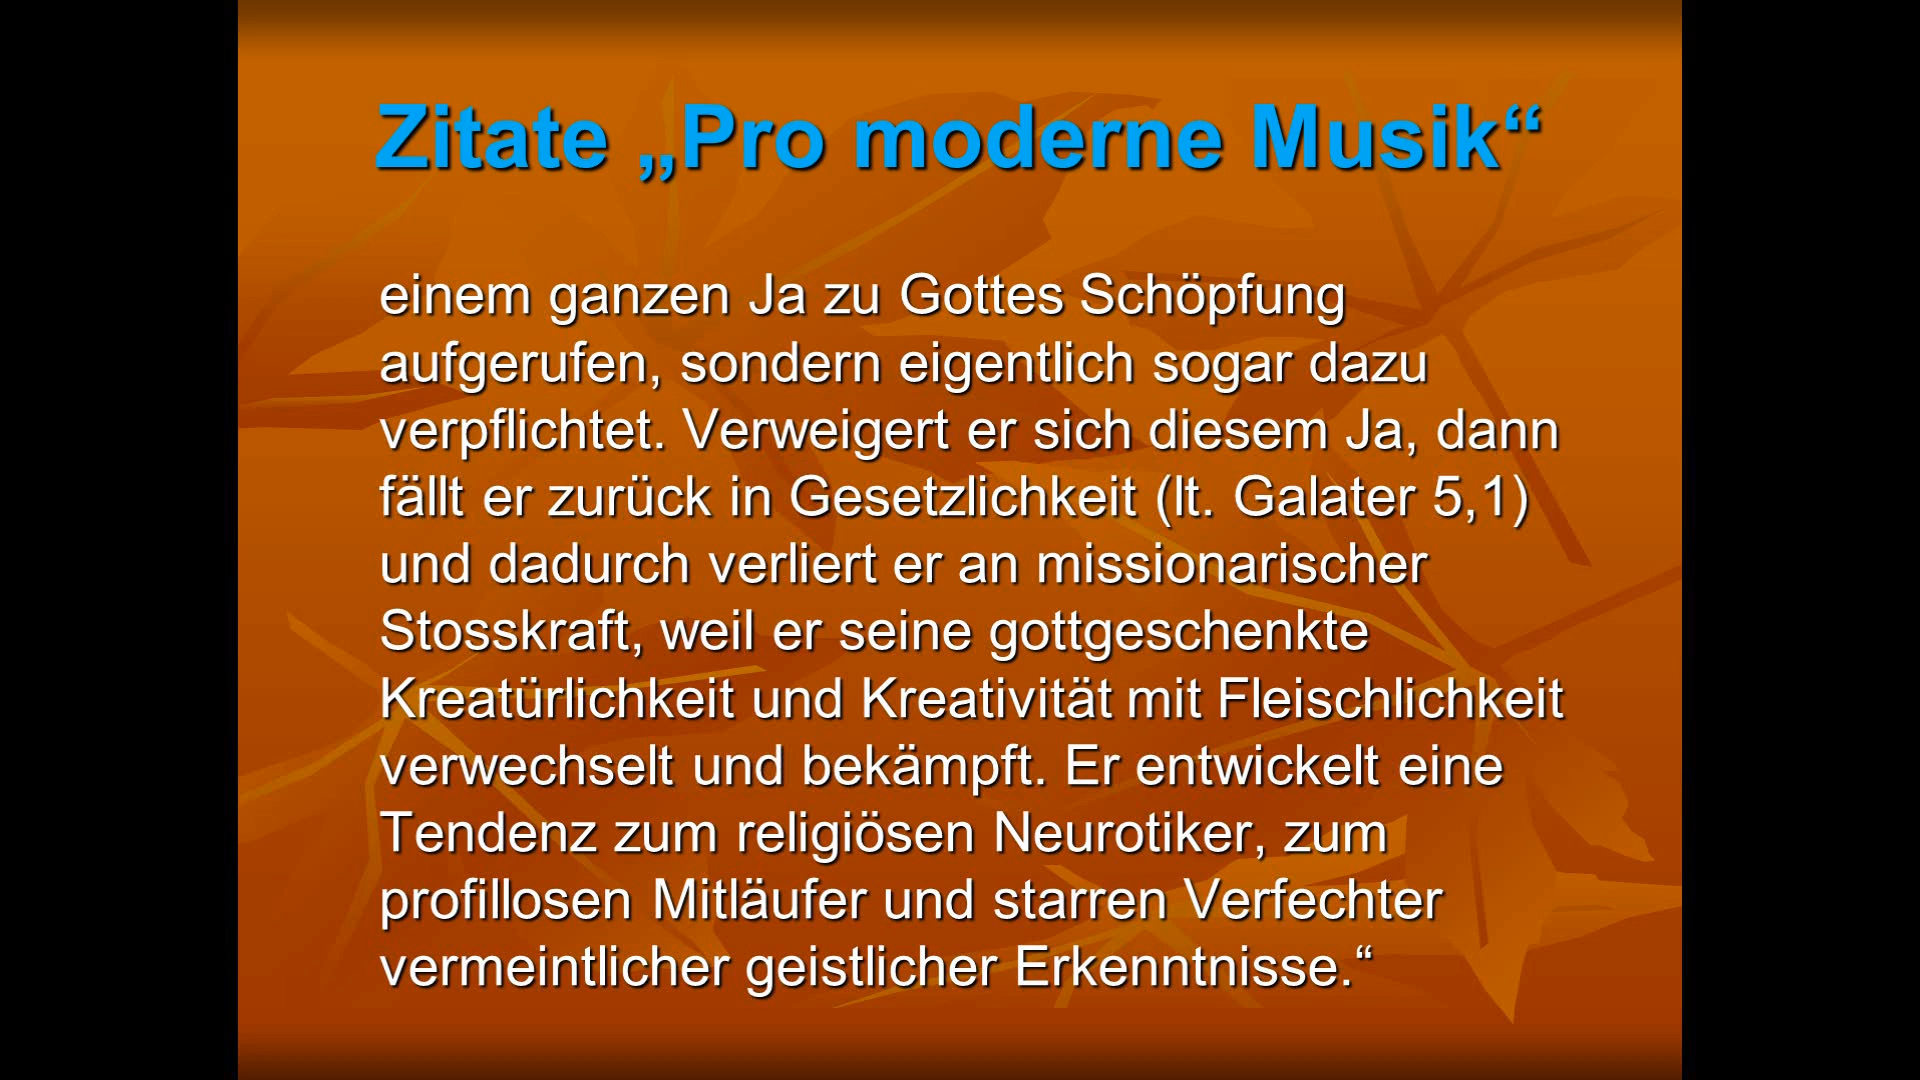 Zitate „Pro moderne Musik“
einem ganzen Ja zu Gottes Schöpfung
aufgerufen, sondern eigentlich sogar dazu
verpflichtet. Verweigert er sich diesem Ja, dann
fällt er zurück in Gesetzlichkeit (lt. Galater 5,1)
und dadurch verliert er an missionarischer
Stosskraft, weil er seine gottgeschenkte
Kreatürlichkeit und Kreativität mit Fleischlichkeit
verwechselt und bekämpft. Er entwickelt eine
Tendenz zum religiösen Neurotiker, zum
profillosen Mitläufer und starren Verfechter
vermeintlicher geistlicher Erkenntnisse.“